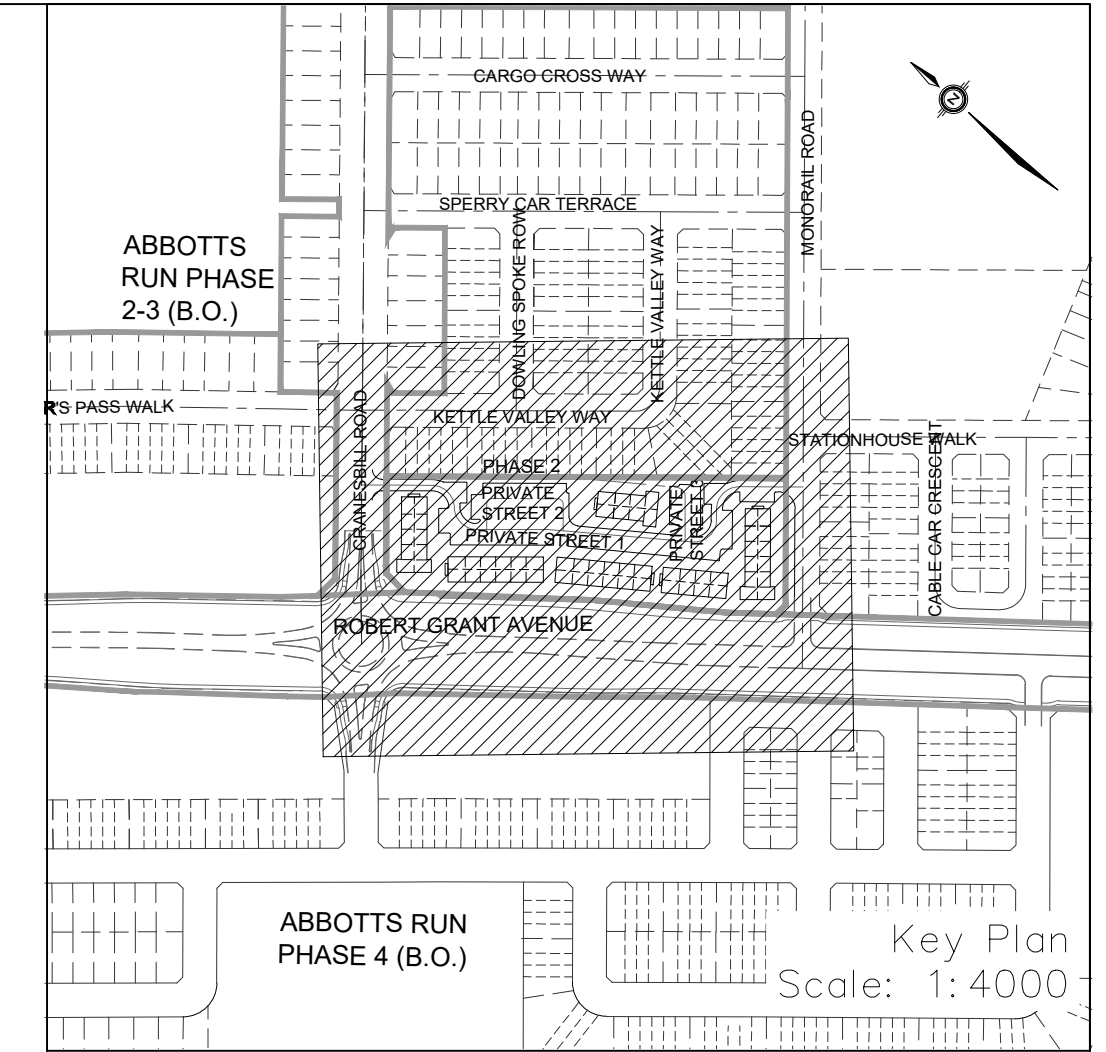 CARGO CROSS WAY
MONORAIL ROAD
N
SPERRY CAR TERRACE
DOWLING SPOKE ROW
KETTLE VALLEY WAY
ABBOTTS
RUN PHASE
2-3 (B.O.)
R'S PASS WALK
CRANESBILL ROAD
KETTLE VALLEY WAY
STATIONHOUSE WALK
CABLE CAR CRESCENT
PHASE 2
PRIVATE
STREET 2
PRIVATE
STREET 3
PRIVATE STREET 1
ROBERT GRANT AVENUE
ABBOTTS RUN
PHASE 4 (B.O.)
Key Plan
Scale: 1:4000